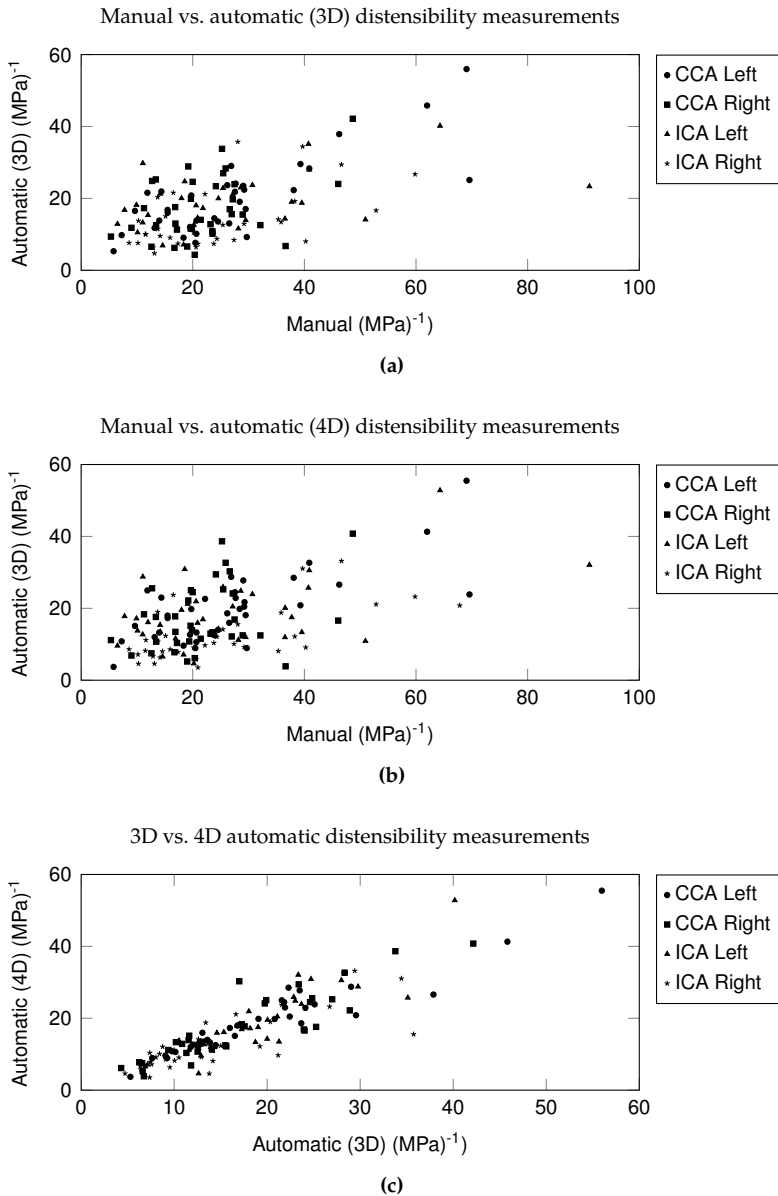 Manual vs. automatic (3D) distensibility measurements
60
40
20
0
0 20 40 60 80 100
Automatic (3D) (MPa)-1
Manual (MPa)-1)
CCA Left
CCA Right
ICA Left
ICA Right
(a)
Manual vs. automatic (4D) distensibility measurements
60
40
20
0
0 20 40 60 80 100
Automatic (3D) (MPa)-1
Manual (MPa)-1)
CCA Left
CCA Right
ICA Left
ICA Right
(b)
3D vs. 4D automatic distensibility measurements
60
40
20
0
0 10 20 30 40 50 60
Automatic (4D) (MPa)-1
Automatic (3D) (MPa)-1)
CCA Left
CCA Right
ICA Left
ICA Right
(c)